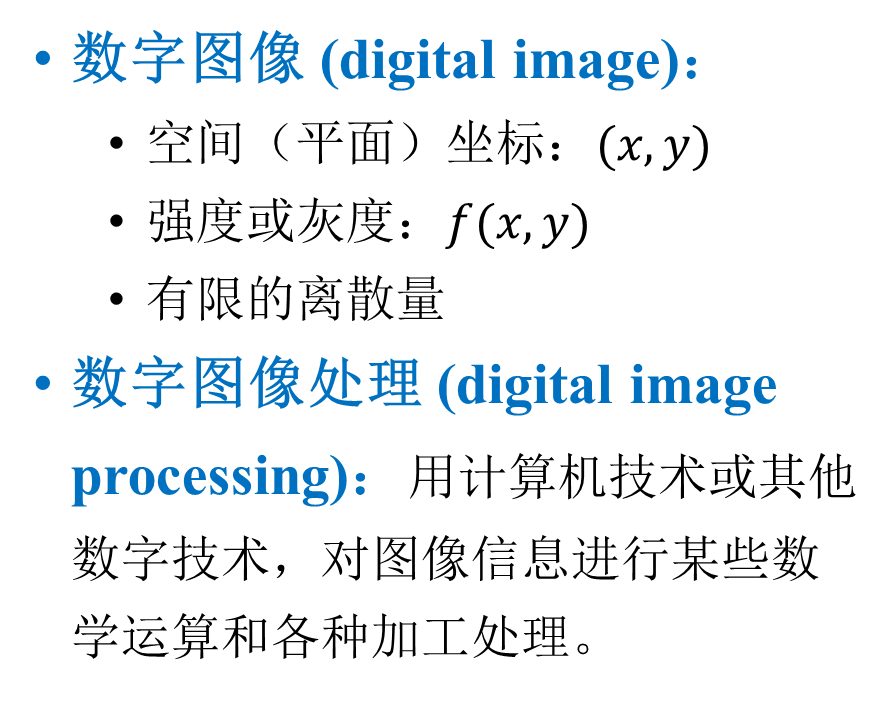 • 数字图像 (digital image)：
• 空间（平面）坐标：(x, y)
• 强度或灰度：f(x, y)
• 有限的离散量
• 数字图像处理 (digital image
processing)：用计算机技术或其他
数字技术，对图像信息进行某些数
学运算和各种加工处理。